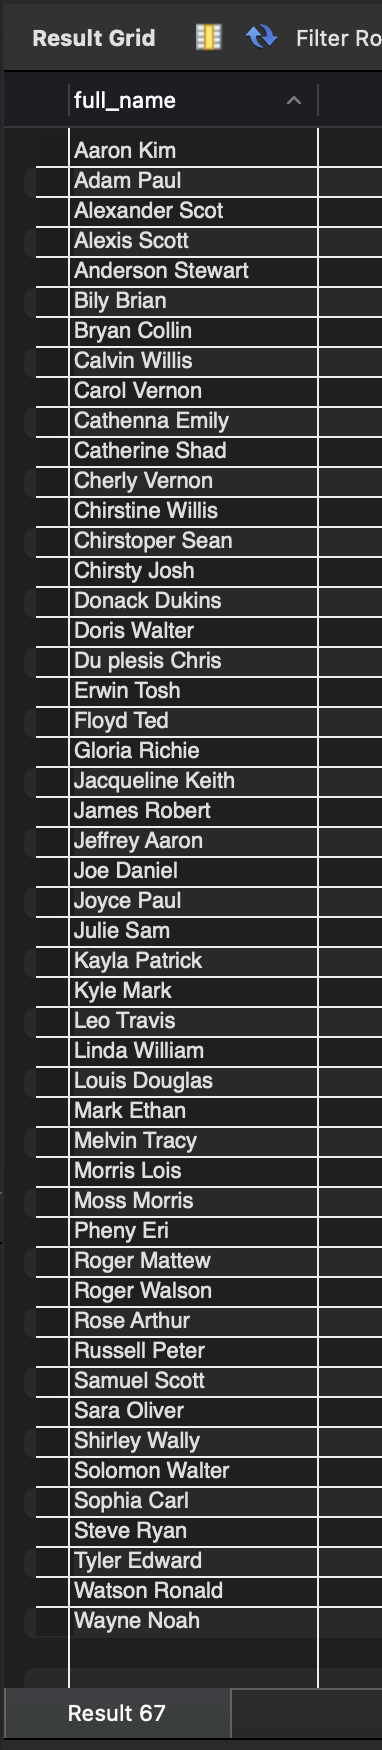 Result Grid Filter Ro
full_name
Aaron Kim
Adam Paul
Alexander Scot
Alexis Scott
Anderson Stewart
Bily Brian
Bryan Collin
Calvin Willis
Carol Vernon
Cathenna Emily
Catherine Shad
Cherly Vernon
Chirstine Willis
Chirstoper Sean
Chirsty Josh
Donack Dukins
Doris Walter
Du plesis Chris
Erwin Tosh
Floyd Ted
Gloria Richie
Jacqueline Keith
James Robert
Jeffrey Aaron
Joe Daniel
Joyce Paul
Julie Sam
Kayla Patrick
Kyle Mark
Leo Travis
Linda William
Louis Douglas
Mark Ethan
Melvin Tracy
Morris Lois
Moss Morris
Pheny Eri
Roger Mattew
Roger Walson
Rose Arthur
Russell Peter
Samuel Scott
Sara Oliver
Shirley Wally
Solomon Walter
Sophia Carl
Steve Ryan
Tyler Edward
Watson Ronald
Wayne Noah
Result 67